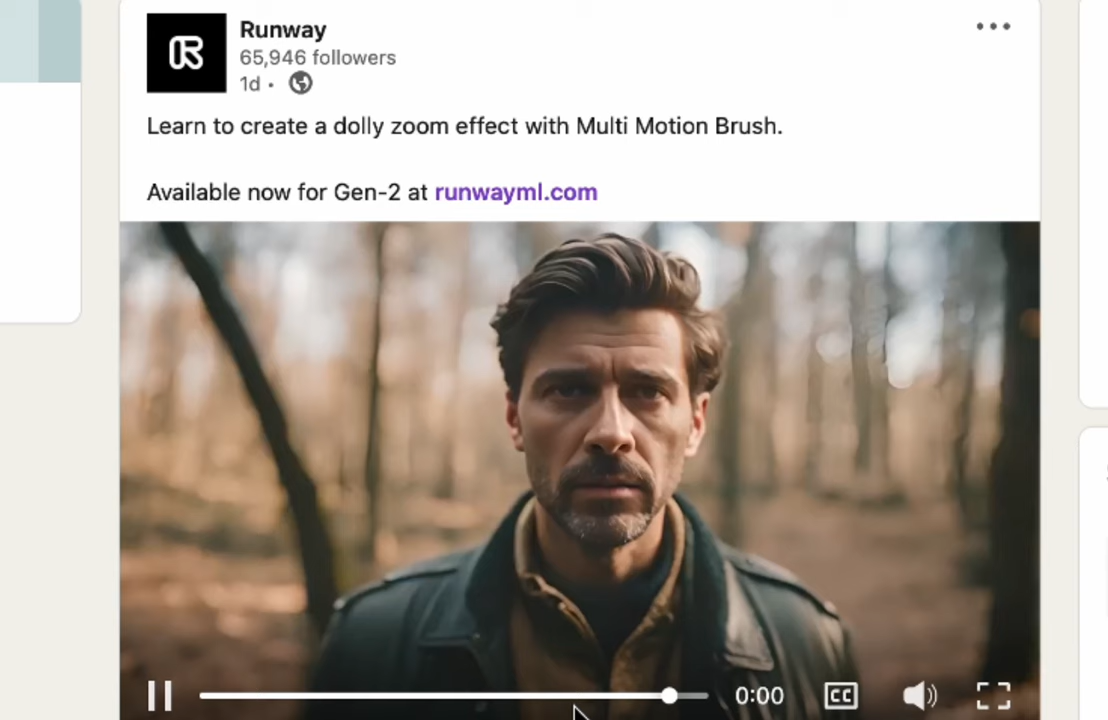 Runway
65,946 followers
1d •
Learn to create a dolly zoom effect with Multi Motion Brush.
Available now for Gen-2 at runwayml.com
0:00
CC